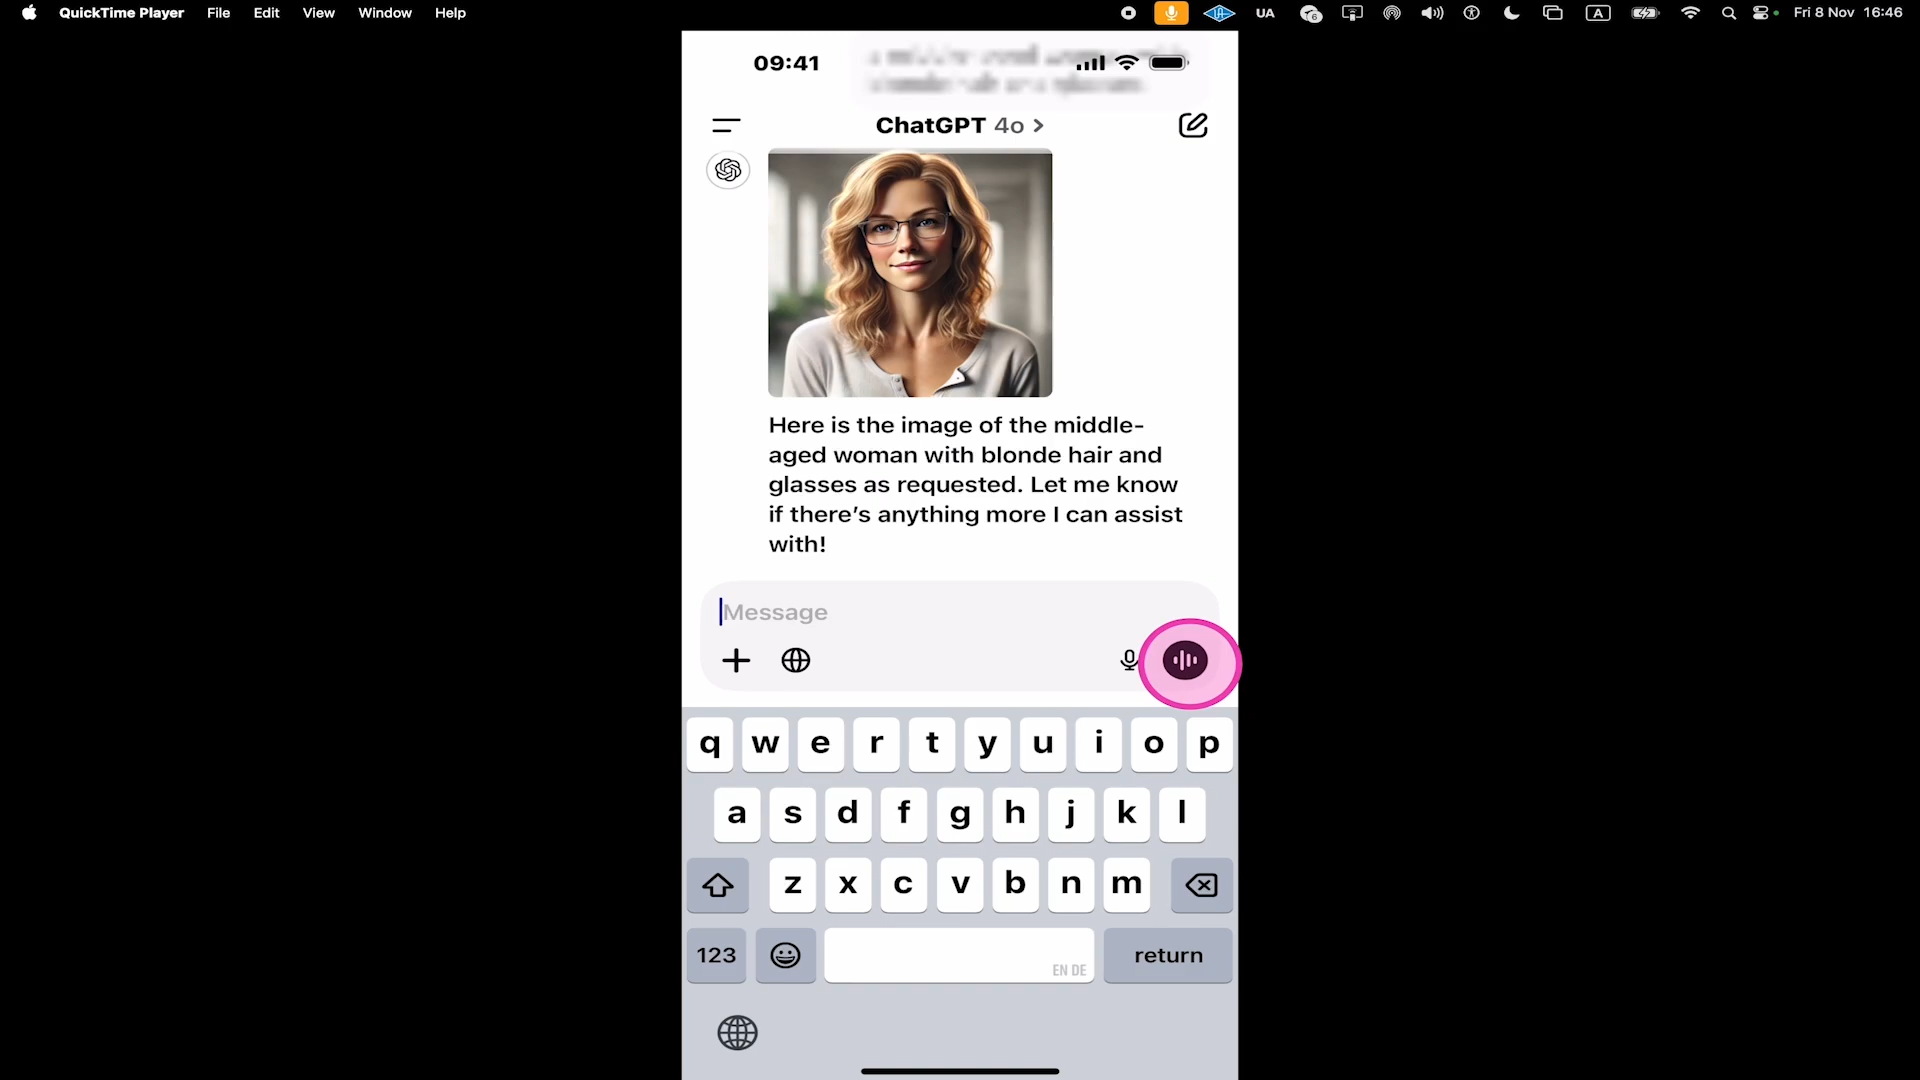 QuickTime Player File Edit View Window Help UA 6 A Fri 8 Nov 16:46
09:41
ChatGPT 4o >
Here is the image of the middle-
aged woman with blonde hair and
glasses as requested. Let me know
if there's anything more I can assist
with!
Message
q w e r t y u i o p
a s d f g h j k l
z x c v b n m
123 EN DE return